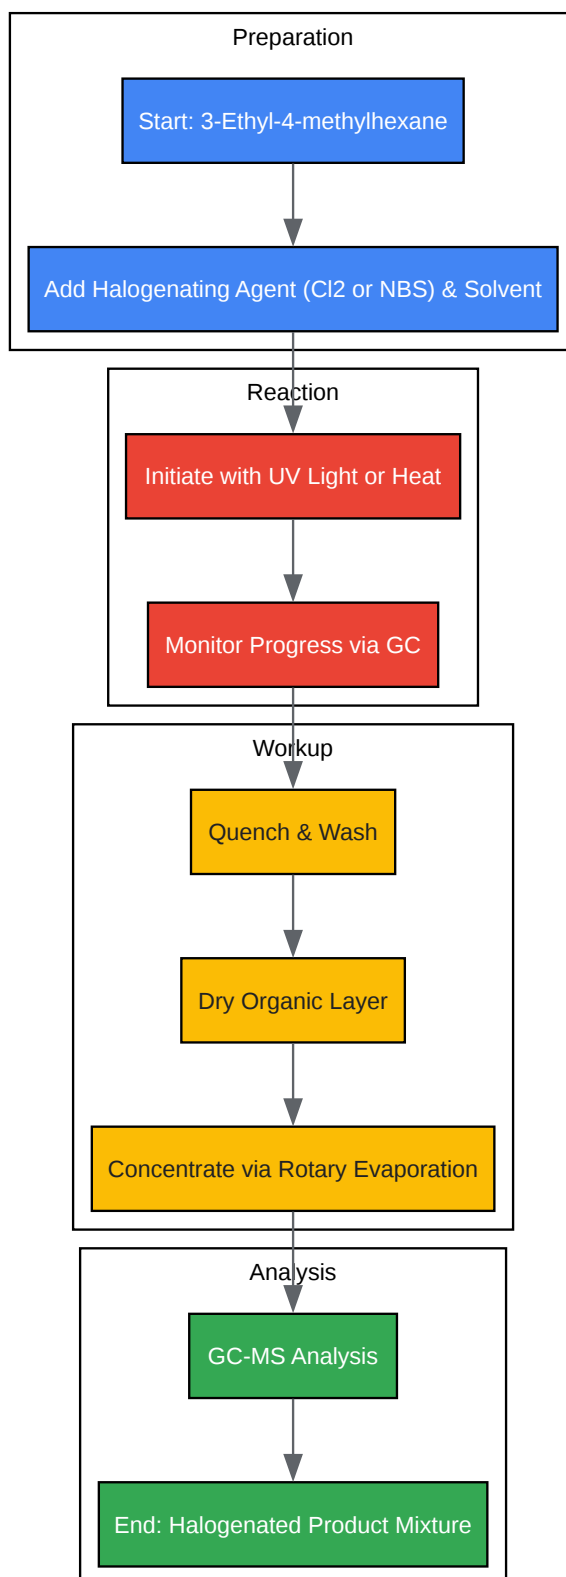 Preparation
Start: 3-Ethyl-4-methylhexane
Add Halogenating Agent (Cl2 or NBS) & Solvent
Reaction
Initiate with UV Light or Heat
Monitor Progress via GC
Workup
Quench & Wash
Dry Organic Layer
Concentrate via Rotary Evaporation
Analysis
GC-MS Analysis
End: Halogenated Product Mixture